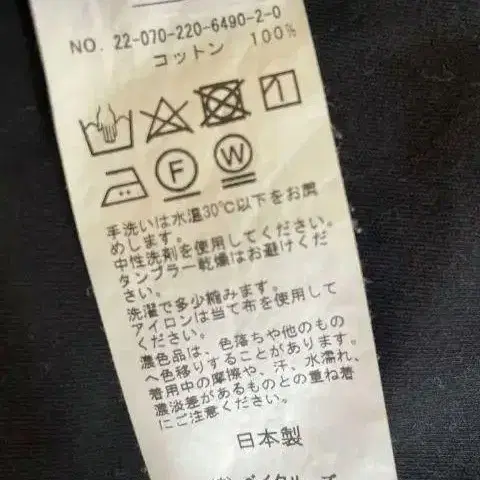 NO. 22-070-220-6490-2-0
コットン 100%
F W
手洗いは水温30℃以下をお奨
めします。
中性洗剤を使用してください。
タンブラー乾燥はお避けくだ
さい。
洗濯で多少縮みます。
アイロンは当て布を使用して
ください。
濃色品は、色落ちや他のもの
へ色移りすることがあります。
着用中の摩擦や、汗、水濡れ、
濃淡差があるものとの重ね着
にご注意ください。
日本製